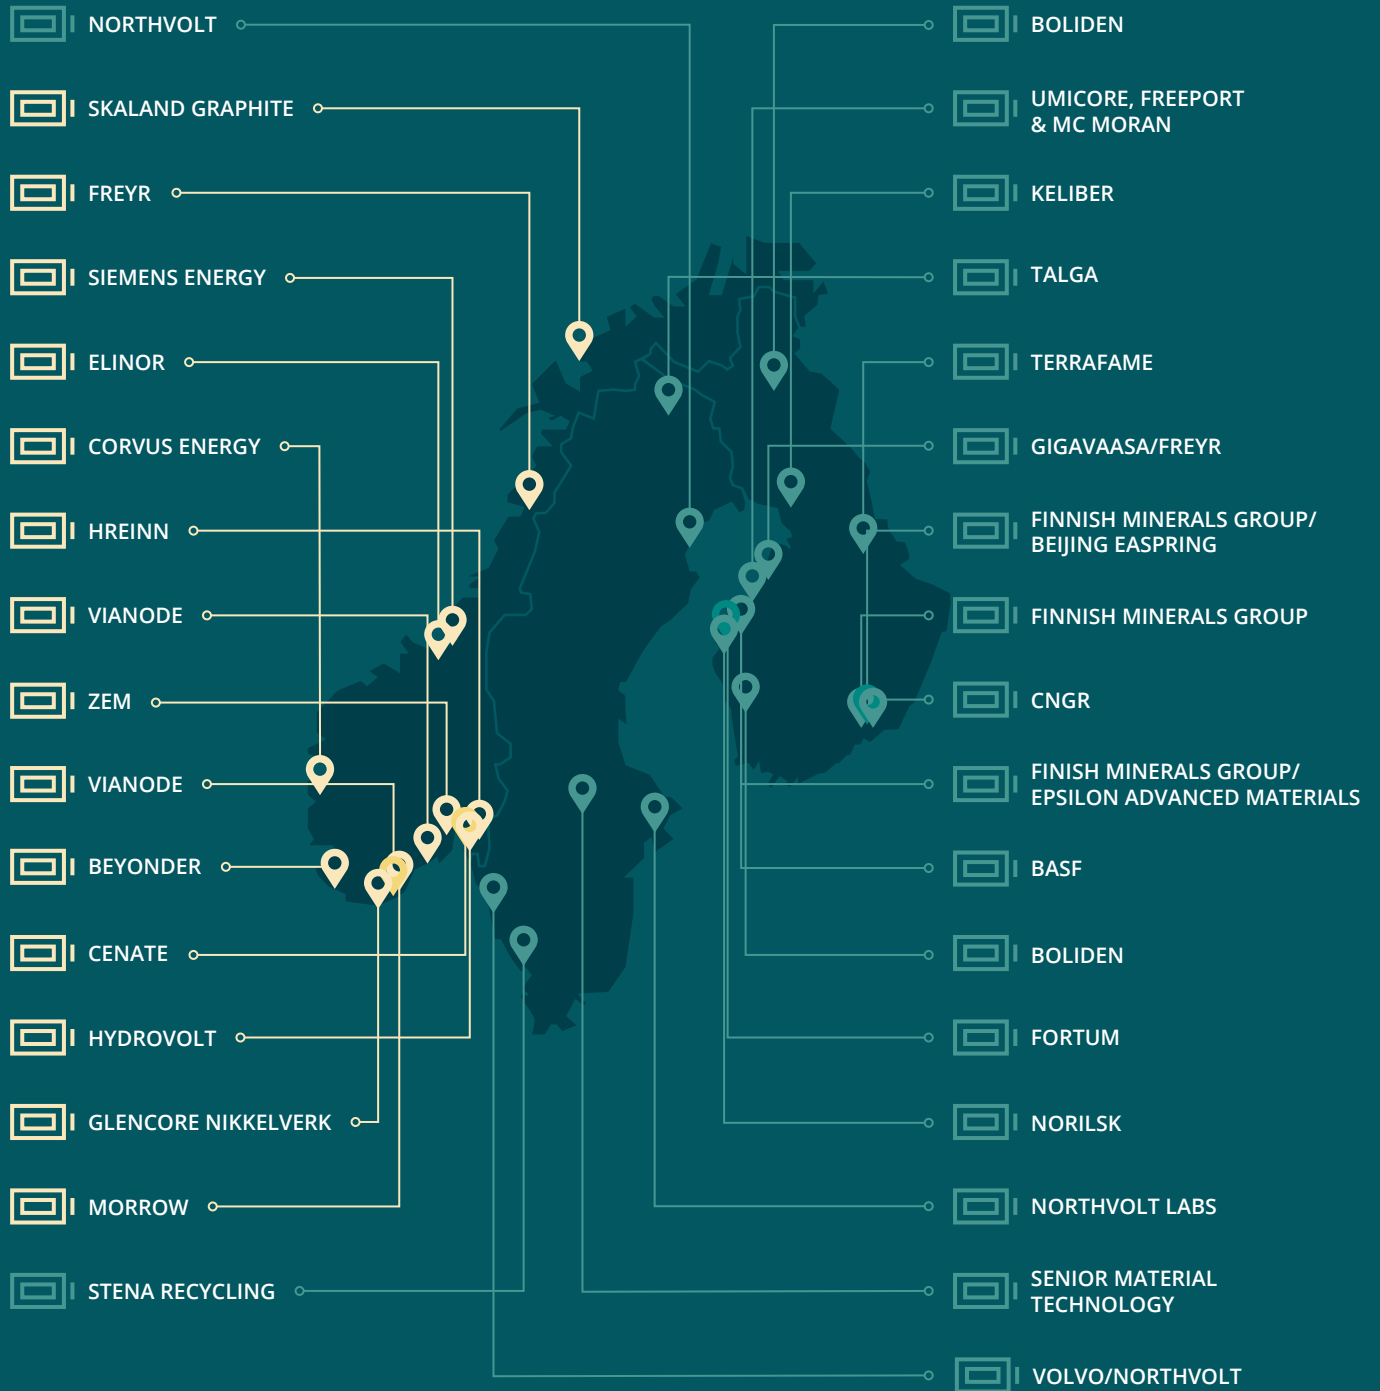 NORTHVOLT
SKALAND GRAPHITE
FREYR
SIEMENS ENERGY
ELINOR
CORVUS ENERGY
HREINN
VIANODE
ZEM
VIANODE
BEYONDER
CENATE
HYDROVOLT
GLENCORE NIKKELVERK
MORROW
STENA RECYCLING
BOLIDEN
UMICORE, FREEPORT
& MC MORAN
KELIBER
TALGA
TERRAFAME
GIGAVAASA/FREYR
FINNISH MINERALS GROUP/
BEIJING EASPRING
FINNISH MINERALS GROUP
CNGR
FINISH MINERALS GROUP/
EPSILON ADVANCED MATERIALS
BASF
BOLIDEN
FORTUM
NORILSK
NORTHVOLT LABS
SENIOR MATERIAL
TECHNOLOGY
VOLVO/NORTHVOLT